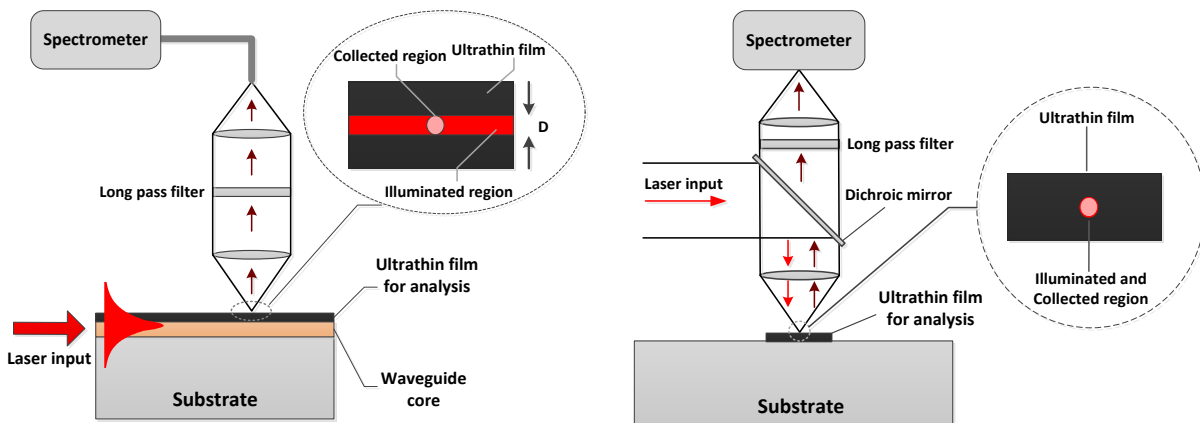 Spectrometer
Collected region
Ultrathin film
D
Illuminated region
Long pass filter
Ultrathin film
for analysis
Laser input
Waveguide
core
Substrate
Spectrometer
Long pass filter
Laser input
Dichroic mirror
Ultrathin film
Illuminated and
Collected region
Ultrathin film
for analysis
Substrate